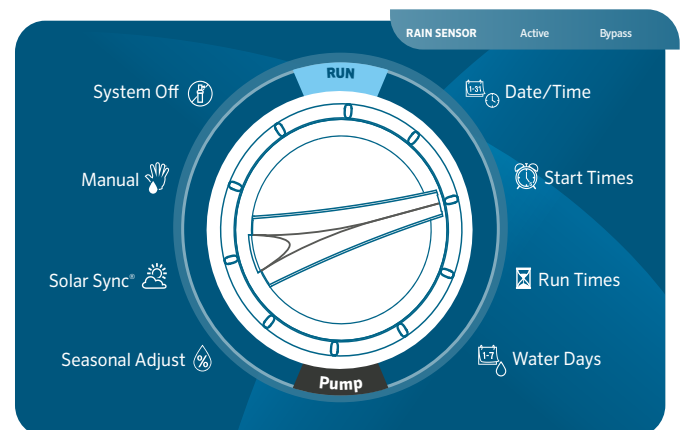 RAIN SENSOR Active Bypass
RUN
System Off
1-31
Date/Time
Manual
Start Times
Solar Sync®
Run Times
Seasonal Adjust %
1-7
Water Days
Pump